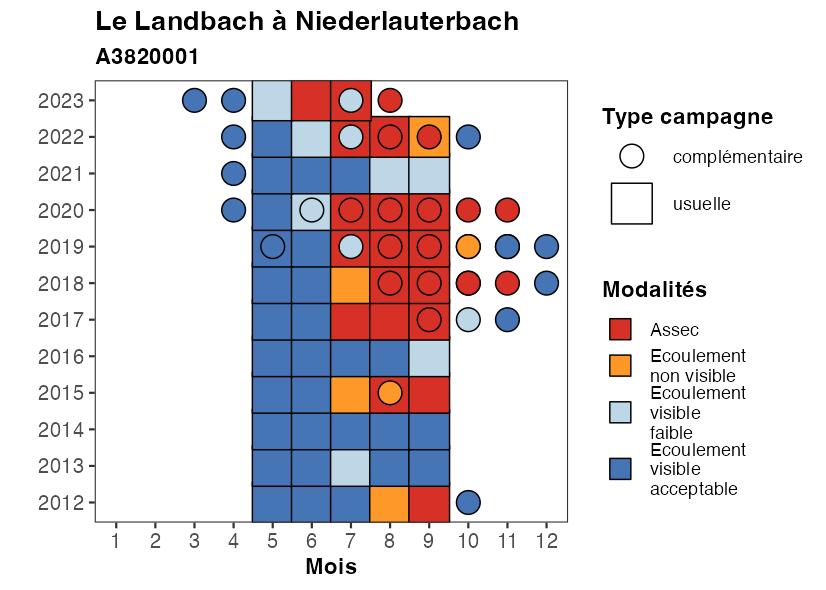 Le Landbach à Niederlauterbach
A3820001
2023
2022
2021
2020
2019
2018
2017
2016
2015
2014
2013
2012
1 2 3 4 5 6 7 8 9 10 11 12
Mois
Type campagne
complémentaire
usuelle
Modalités
Assec
Ecoulement
non visible
Ecoulement
visible
faible
Ecoulement
visible
acceptable